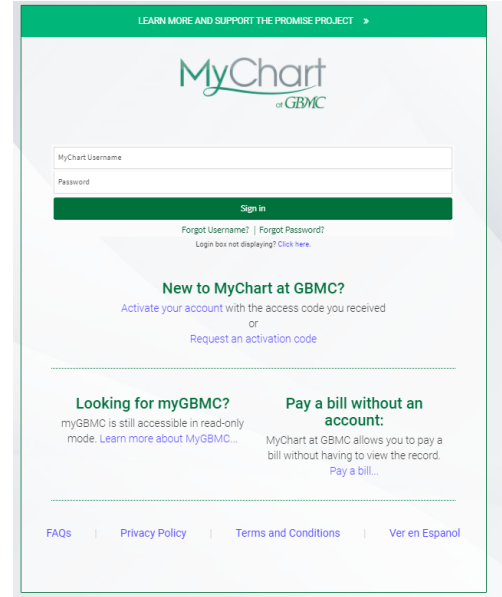 LEARN MORE AND SUPPORT THE PROMISE PROJECT »
MyChart
at GBMC
MyChart Username
Password
Sign in
Forgot Username? | Forgot Password?
Login box not displaying? Click here.
New to MyChart at GBMC?
Activate your account with the access code you received
or
Request an activation code
Looking for myGBMC?
myGBMC is still accessible in read-only
mode. Learn more about MyGBMC...
Pay a bill without an
account:
MyChart at GBMC allows you to pay a
bill without having to view the record.
Pay a bill...
FAQs | Privacy Policy | Terms and Conditions | Ver en Espanol